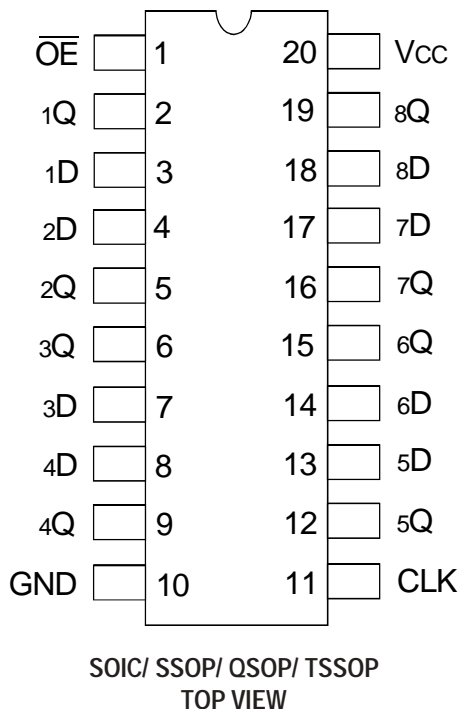 O̅E̅ 1 20 VCC
1Q 2 19 8Q
1D 3 18 8D
2D 4 17 7D
2Q 5 16 7Q
3Q 6 15 6Q
3D 7 14 6D
4D 8 13 5D
4Q 9 12 5Q
GND 10 11 CLK
SOIC/ SSOP/ QSOP/ TSSOP
TOP VIEW